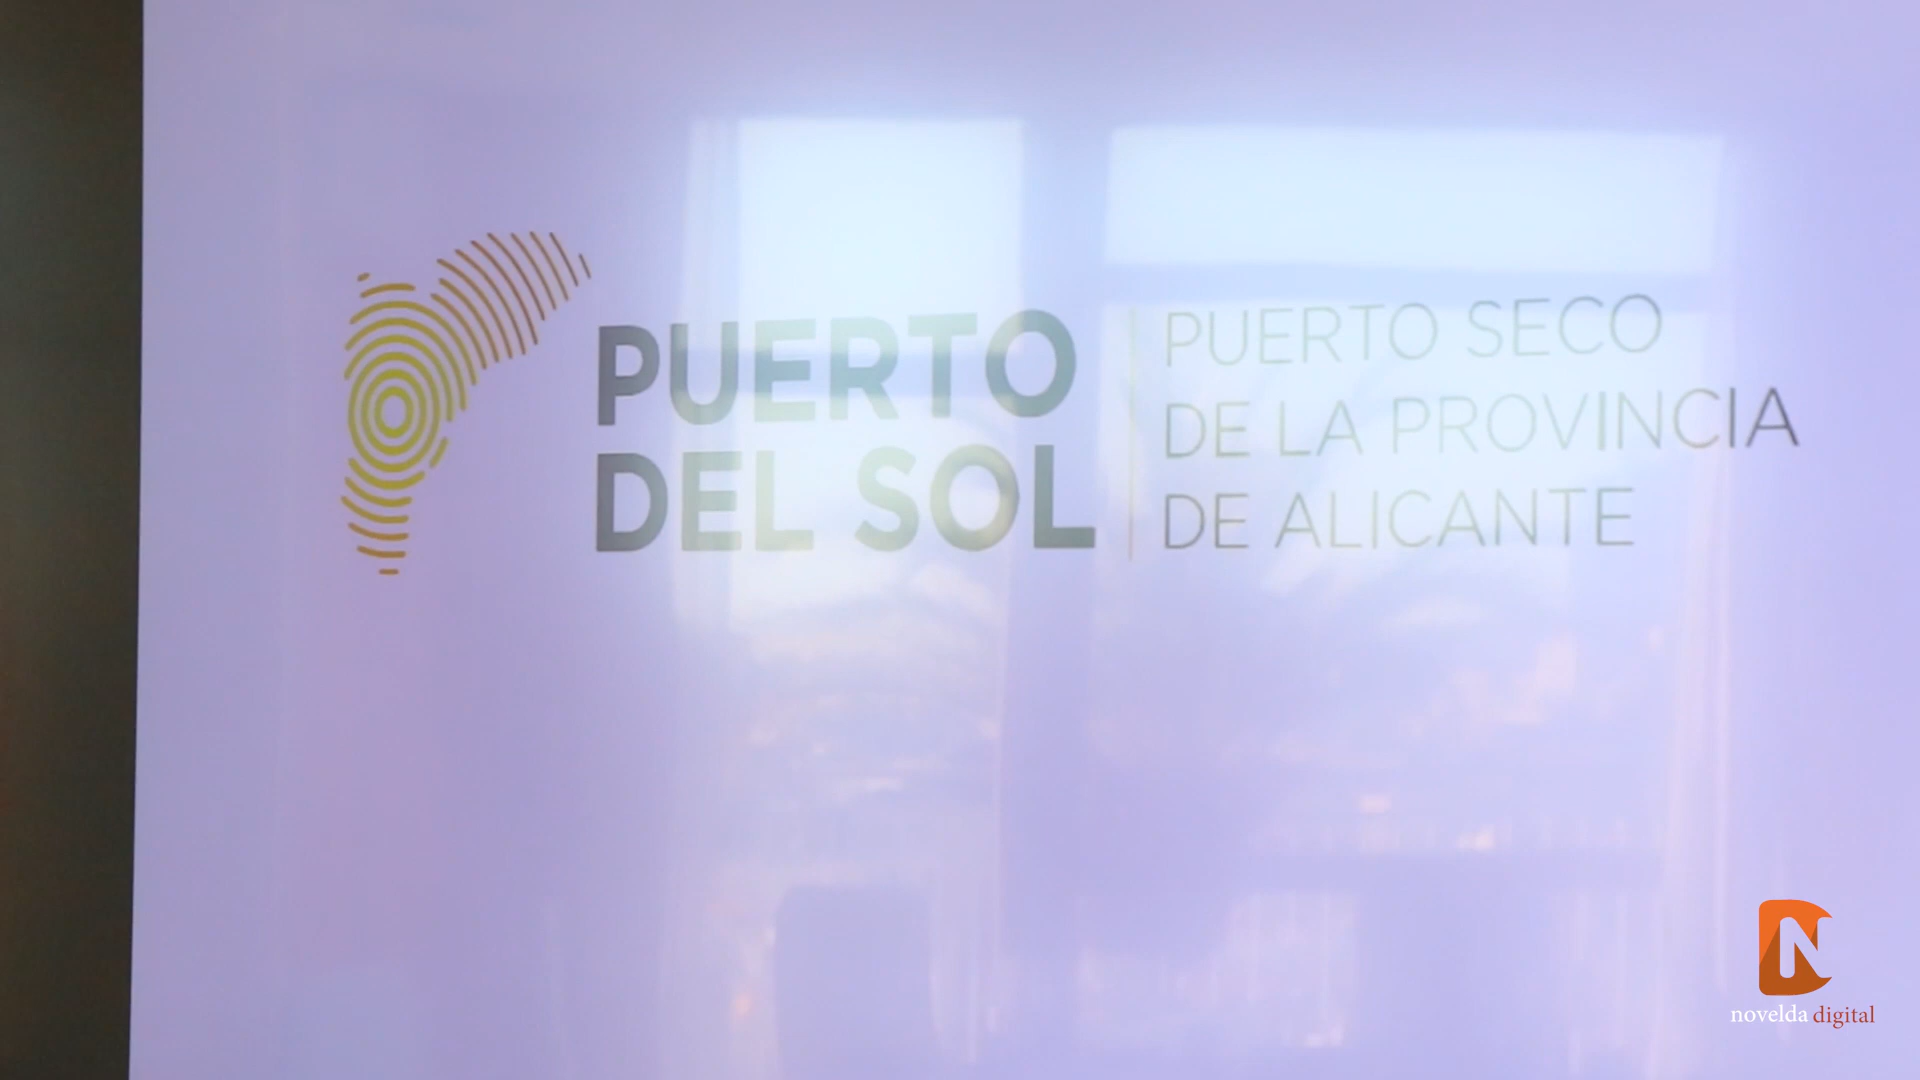 PUERTO
DEL SOL
PUERTO SECO
DE LA PROVINCIA
DE ALICANTE
novelda digital